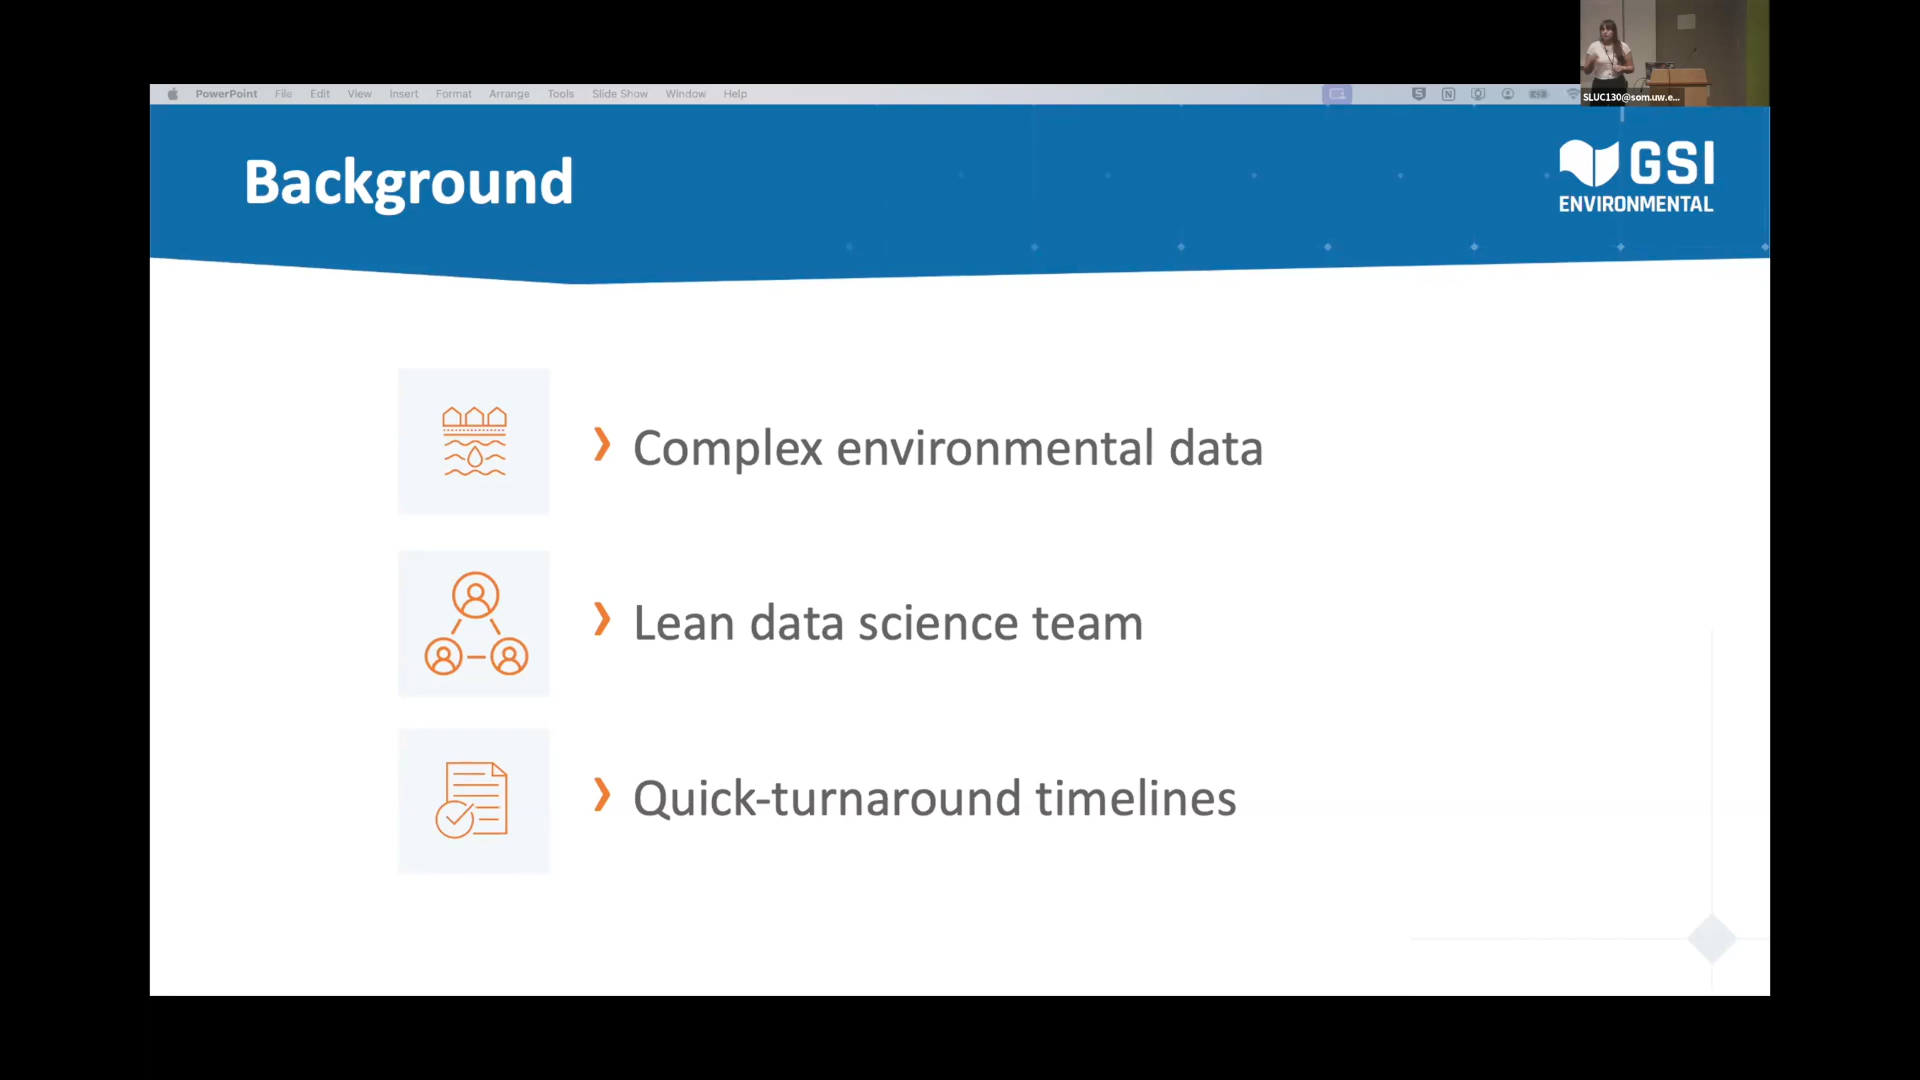 PowerPoint File Edit View Insert Format Arrange Tools Slide Show Window Help
SLUC130@som.uw.e...
Background
GSI
ENVIRONMENTAL
Complex environmental data
Lean data science team
Quick-turnaround timelines